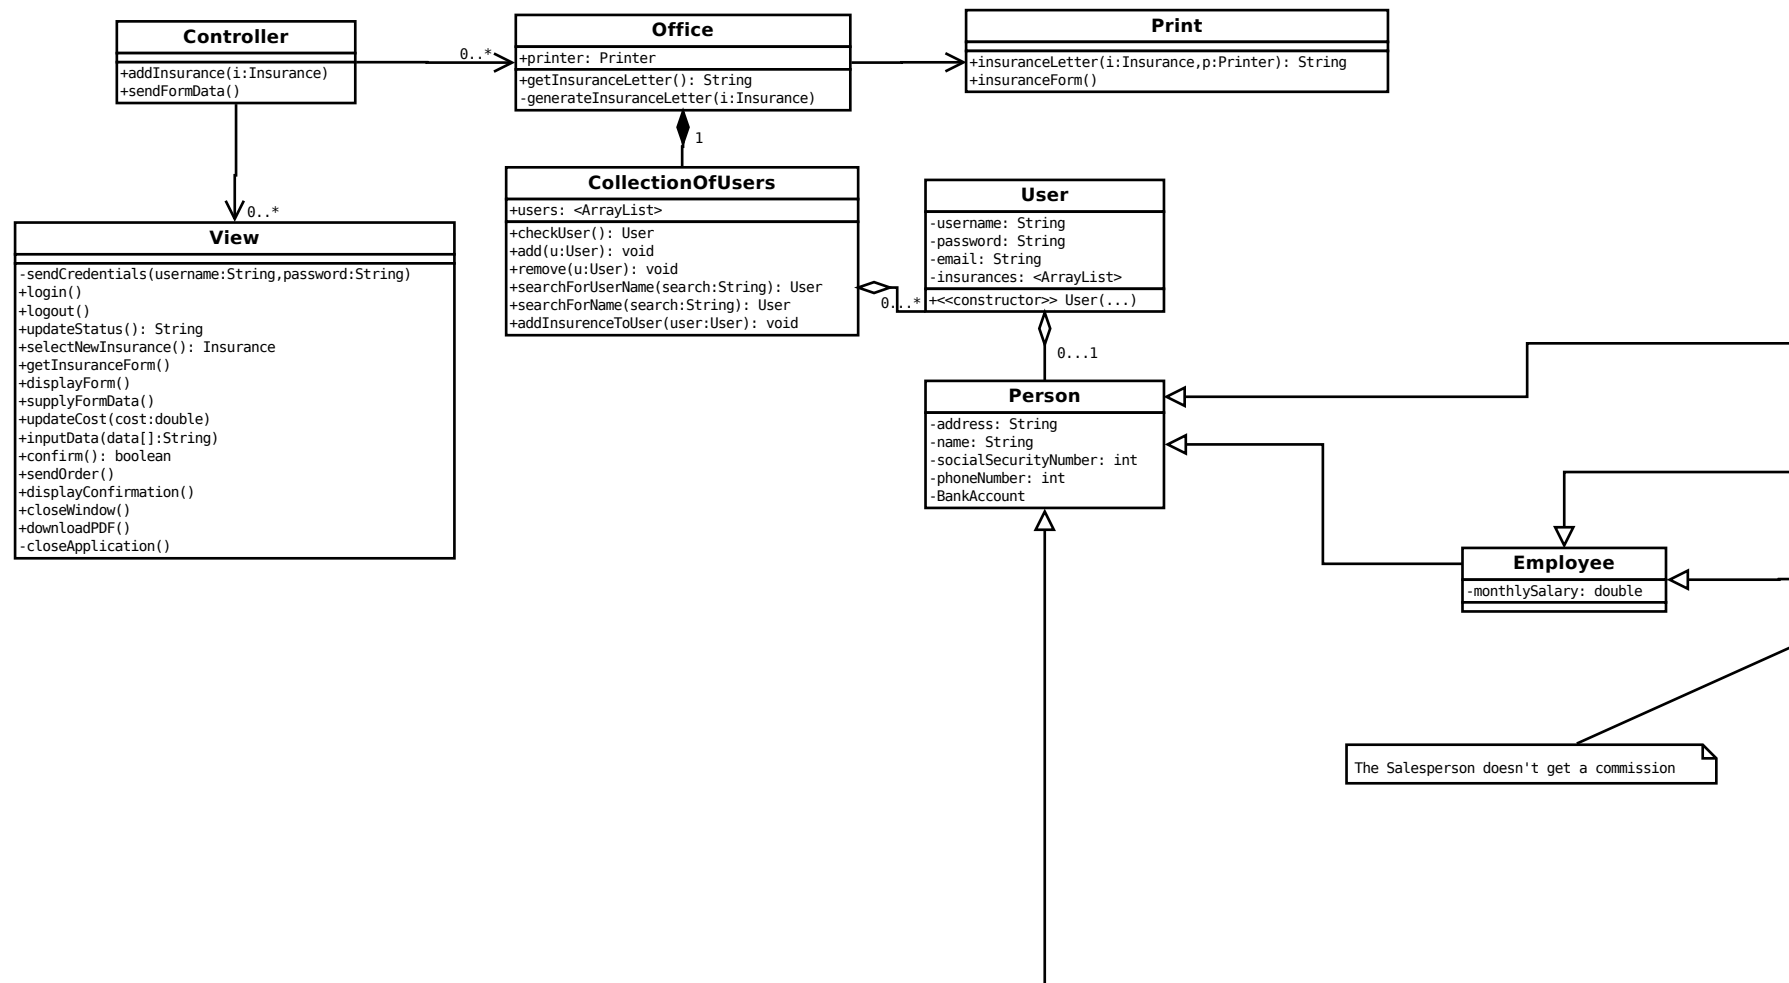 Controller
+addInsurance(i:Insurance)
+sendFormData()
0..*
Office
+printer: Printer
+getInsuranceLetter(): String
-generateInsuranceLetter(i:Insurance)
Print
+insuranceLetter(i:Insurance,p:Printer): String
+insuranceForm()
1
0..*
View
-sendCredentials(username:String,password:String)
+login()
+logout()
+updateStatus(): String
+selectNewInsurance(): Insurance
+getInsuranceForm()
+displayForm()
+supplyFormData()
+updateCost(cost:double)
+inputData(data[]:String)
+confirm(): boolean
+sendOrder()
+displayConfirmation()
+closeWindow()
+downloadPDF()
-closeApplication()
CollectionOfUsers
+users: <ArrayList>
+checkUser(): User
+add(u:User): void
+remove(u:User): void
+searchForUserName(search:String): User
+searchForName(search:String): User
+addInsurenceToUser(user:User): void
0...*
User
-username: String
-password: String
-email: String
-insurances: <ArrayList>
+<<constructor>> User(...)
0...1
Person
-address: String
-name: String
-socialSecurityNumber: int
-phoneNumber: int
-BankAccount
Employee
-monthlySalary: double
The Salesperson doesn't get a commission